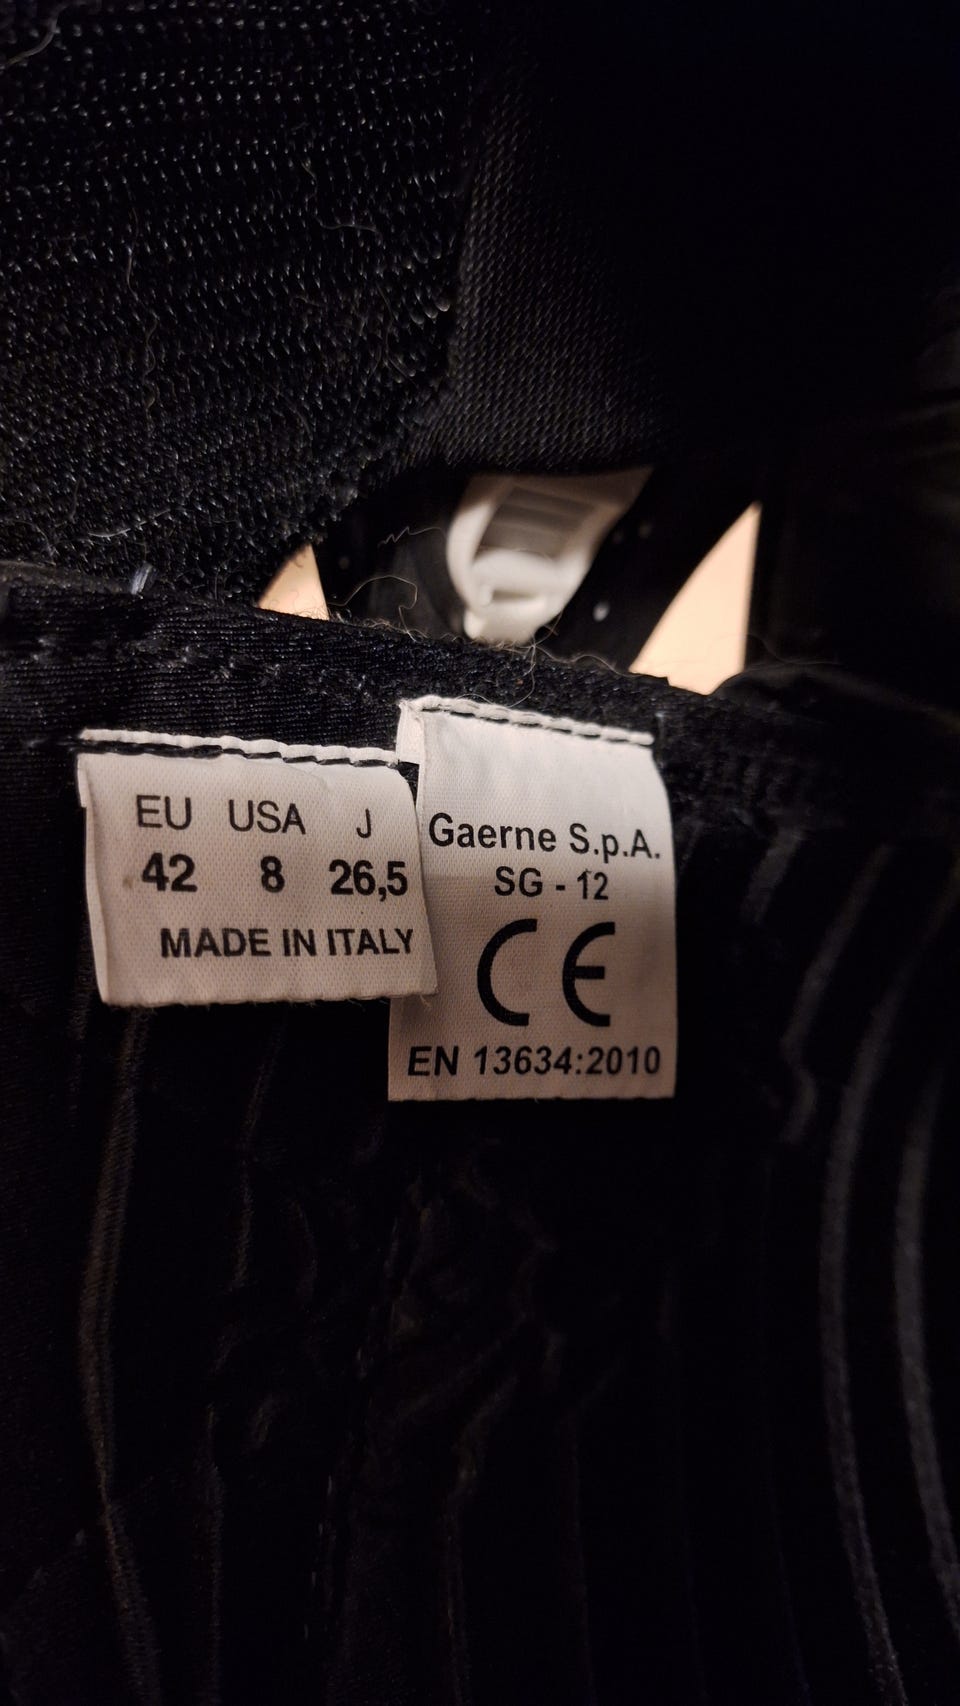 EU USA J
42 8 26,5
MADE IN ITALY
Gaerne S.p.A.
SG - 12
CE
EN 13634:2010